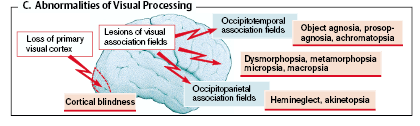 C. Abnormalities of Visual Processing
Loss of primary
visual cortex
Lesions of visual
association fields
Occipitotemporal
association fields
Object agnosia, prosop-
agnosia, achromatopsia
Dysmorphopsia, metamorphopsia
micropsia, macropsia
Cortical blindness
Occipitoparietal
association fields
Hemineglect, akinetopsia